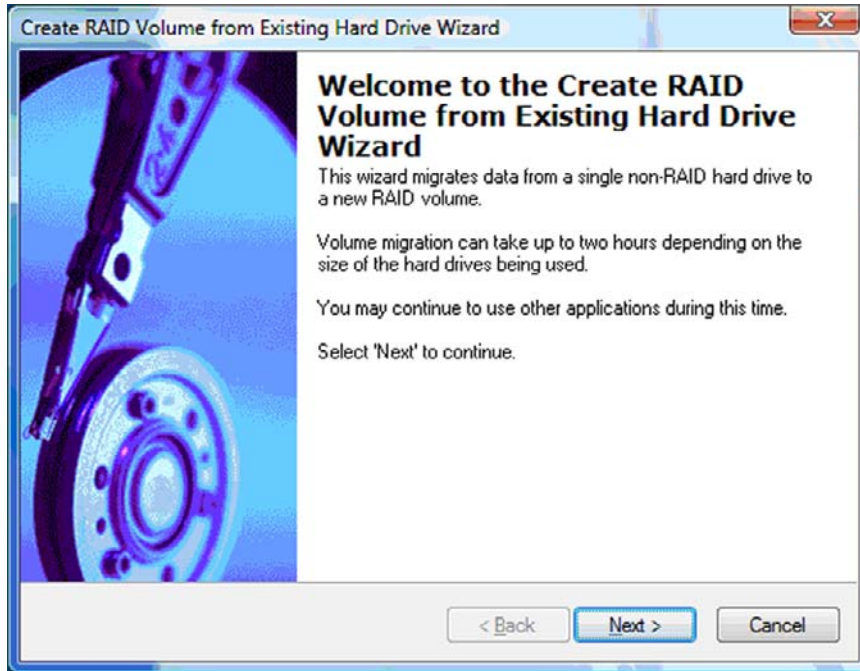 Create RAID Volume from Existing Hard Drive Wizard
Welcome to the Create RAID
Volume from Existing Hard Drive
Wizard
This wizard migrates data from a single non-RAID hard drive to
a new RAID volume.
Volume migration can take up to two hours depending on the
size of the hard drives being used.
You may continue to use other applications during this time.
Select 'Next' to continue.
< Back
Next >
Cancel